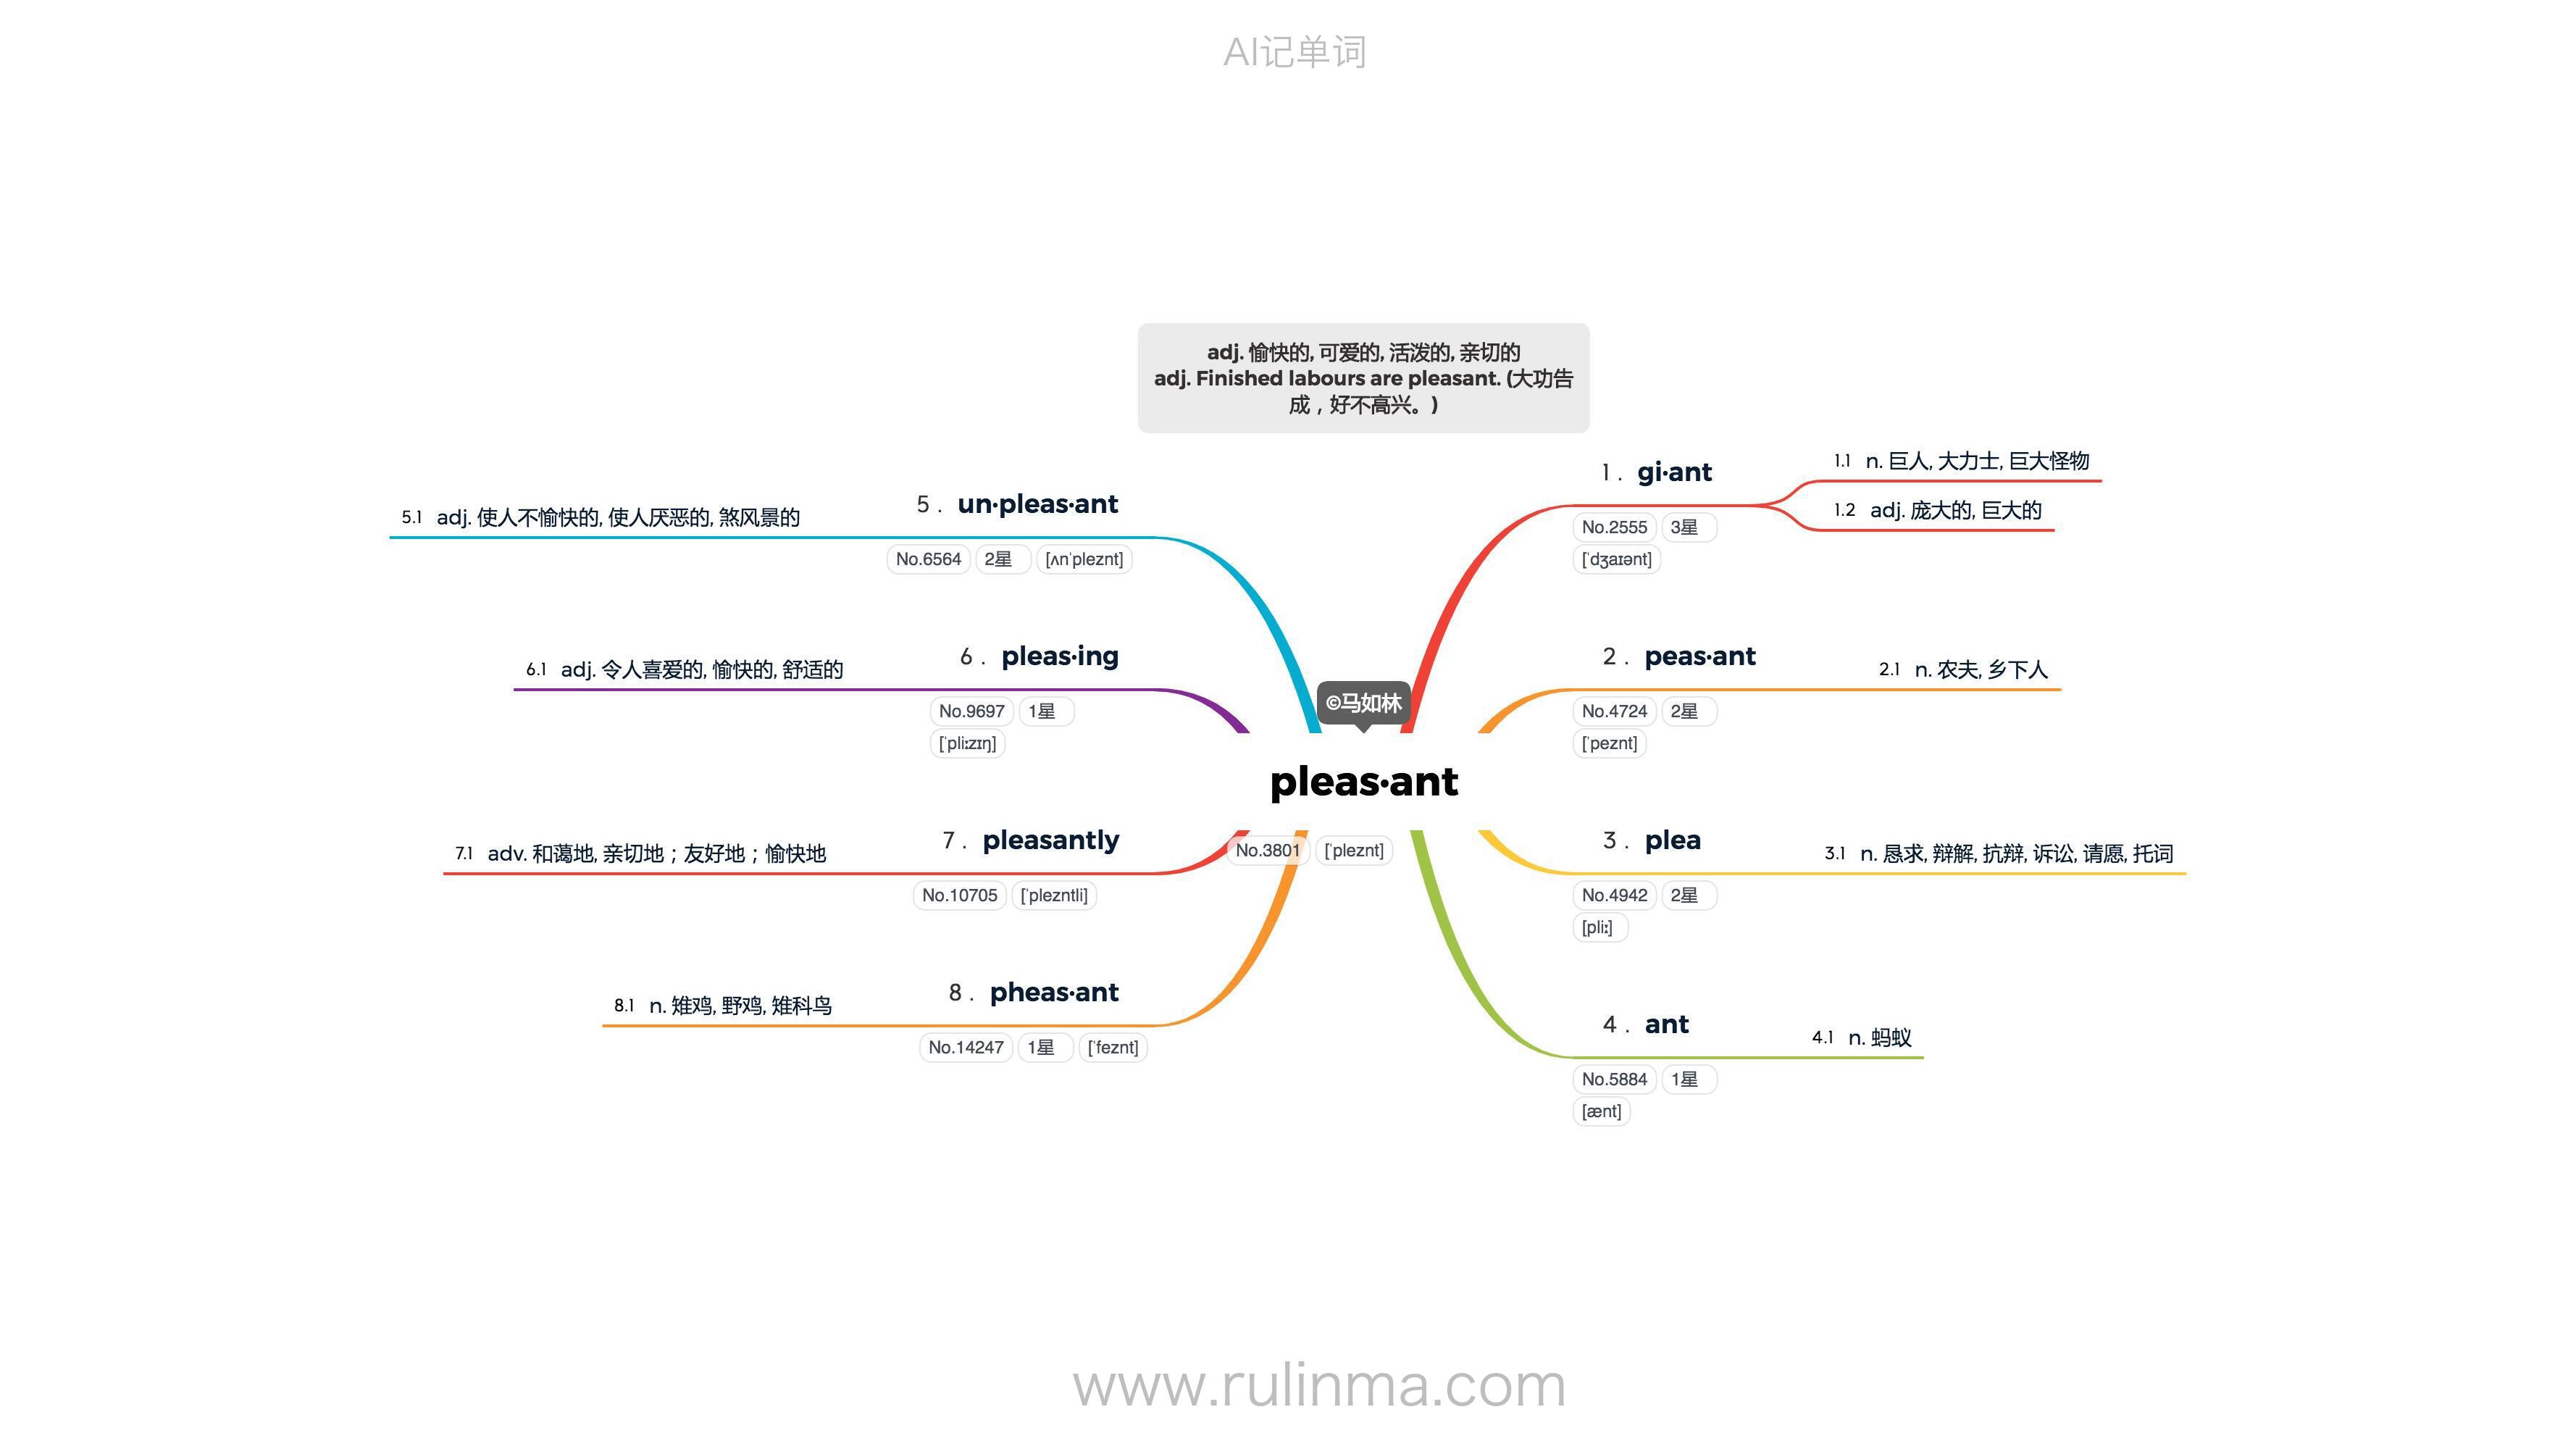 AI记单词
adj. 愉快的, 可爱的, 活泼的, 亲切的
adj. Finished labours are pleasant. (大功告
成，好不高兴。)
©马如林
pleas·ant
No.3801 [ˈpleznt]
1 . gi·ant
No.2555 3星
[ˈdʒaɪənt]
1.1 n. 巨人, 大力士, 巨大怪物
1.2 adj. 庞大的, 巨大的
2 . peas·ant
No.4724 2星
[ˈpeznt]
2.1 n. 农夫, 乡下人
3 . plea
No.4942 2星
[pliː]
3.1 n. 恳求, 辩解, 抗辩, 诉讼, 请愿, 托词
4 . ant
No.5884 1星
[ænt]
4.1 n. 蚂蚁
5 . un·pleas·ant
No.6564 2星 [ʌnˈpleznt]
5.1 adj. 使人不愉快的, 使人厌恶的, 煞风景的
6 . pleas·ing
No.9697 1星
[ˈpliːzɪŋ]
6.1 adj. 令人喜爱的, 愉快的, 舒适的
7 . pleasantly
No.10705 [ˈplezntli]
7.1 adv. 和蔼地, 亲切地；友好地；愉快地
8 . pheas·ant
No.14247 1星 [ˈfeznt]
8.1 n. 雉鸡, 野鸡, 雉科鸟
www.rulinma.com